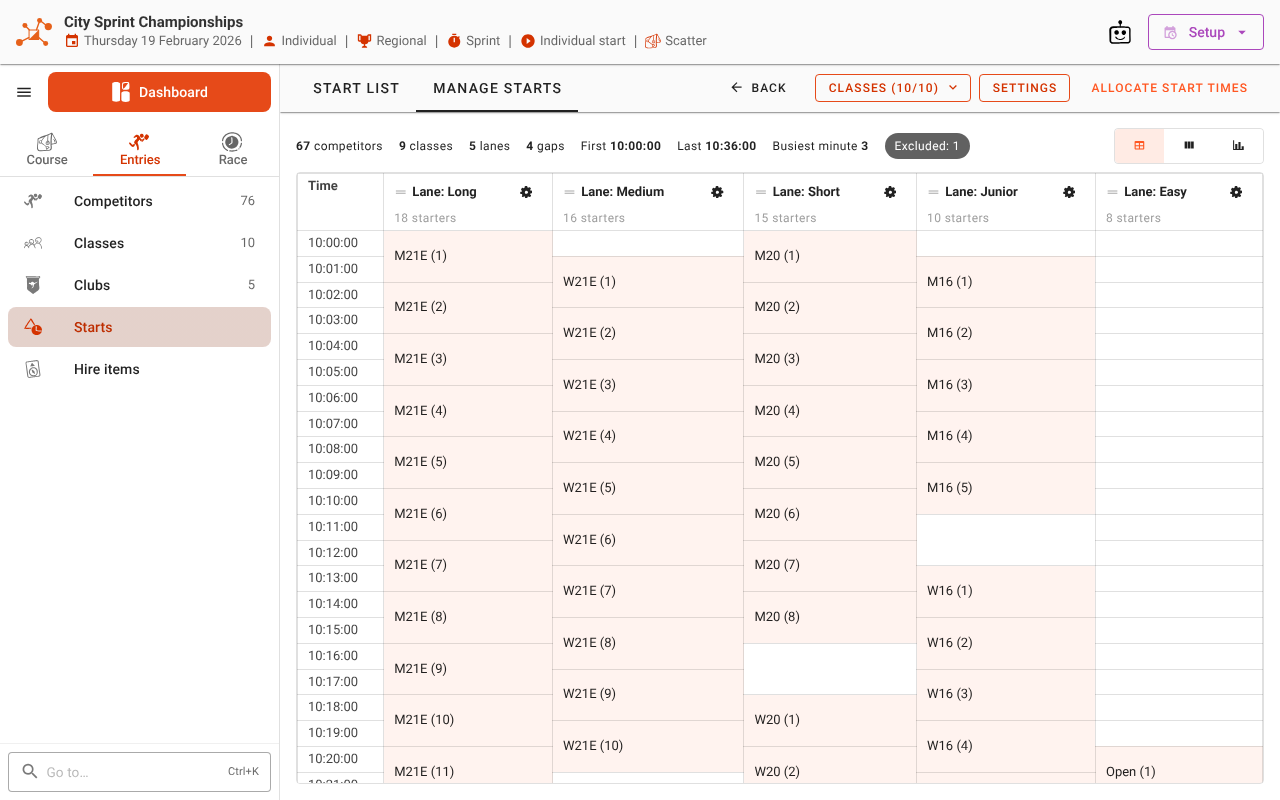 City Sprint Championships
Thursday 19 February 2026 | Individual | Regional | Sprint | Individual start | Scatter
Setup
Dashboard
Course
Entries
Race
Competitors 76
Classes 10
Clubs 5
Starts
Hire items
Go to... Ctrl+K
START LIST MANAGE STARTS BACK CLASSES (10/10) SETTINGS ALLOCATE START TIMES
67 competitors 9 classes 5 lanes 4 gaps First 10:00:00 Last 10:36:00 Busiest minute 3 Excluded: 1
Time Lane: Long Lane: Medium Lane: Short Lane: Junior Lane: Easy
18 starters 16 starters 15 starters 10 starters 8 starters
10:00:00
M21E (1) M20 (1)
10:01:00
W21E (1) M16 (1)
10:02:00
M21E (2) M20 (2)
10:03:00
W21E (2) M16 (2)
10:04:00
M21E (3) M20 (3)
10:05:00
W21E (3) M16 (3)
10:06:00
M21E (4) M20 (4)
10:07:00
W21E (4) M16 (4)
10:08:00
M21E (5) M20 (5)
10:09:00
W21E (5) M16 (5)
10:10:00
M21E (6) M20 (6)
10:11:00
W21E (6)
10:12:00
M21E (7) M20 (7)
10:13:00
W21E (7) W16 (1)
10:14:00
M21E (8) M20 (8)
10:15:00
W21E (8) W16 (2)
10:16:00
M21E (9)
10:17:00
W21E (9) W16 (3)
10:18:00
M21E (10) W20 (1)
10:19:00
W21E (10) W16 (4)
10:20:00
M21E (11) W20 (2) Open (1)
10:21:00